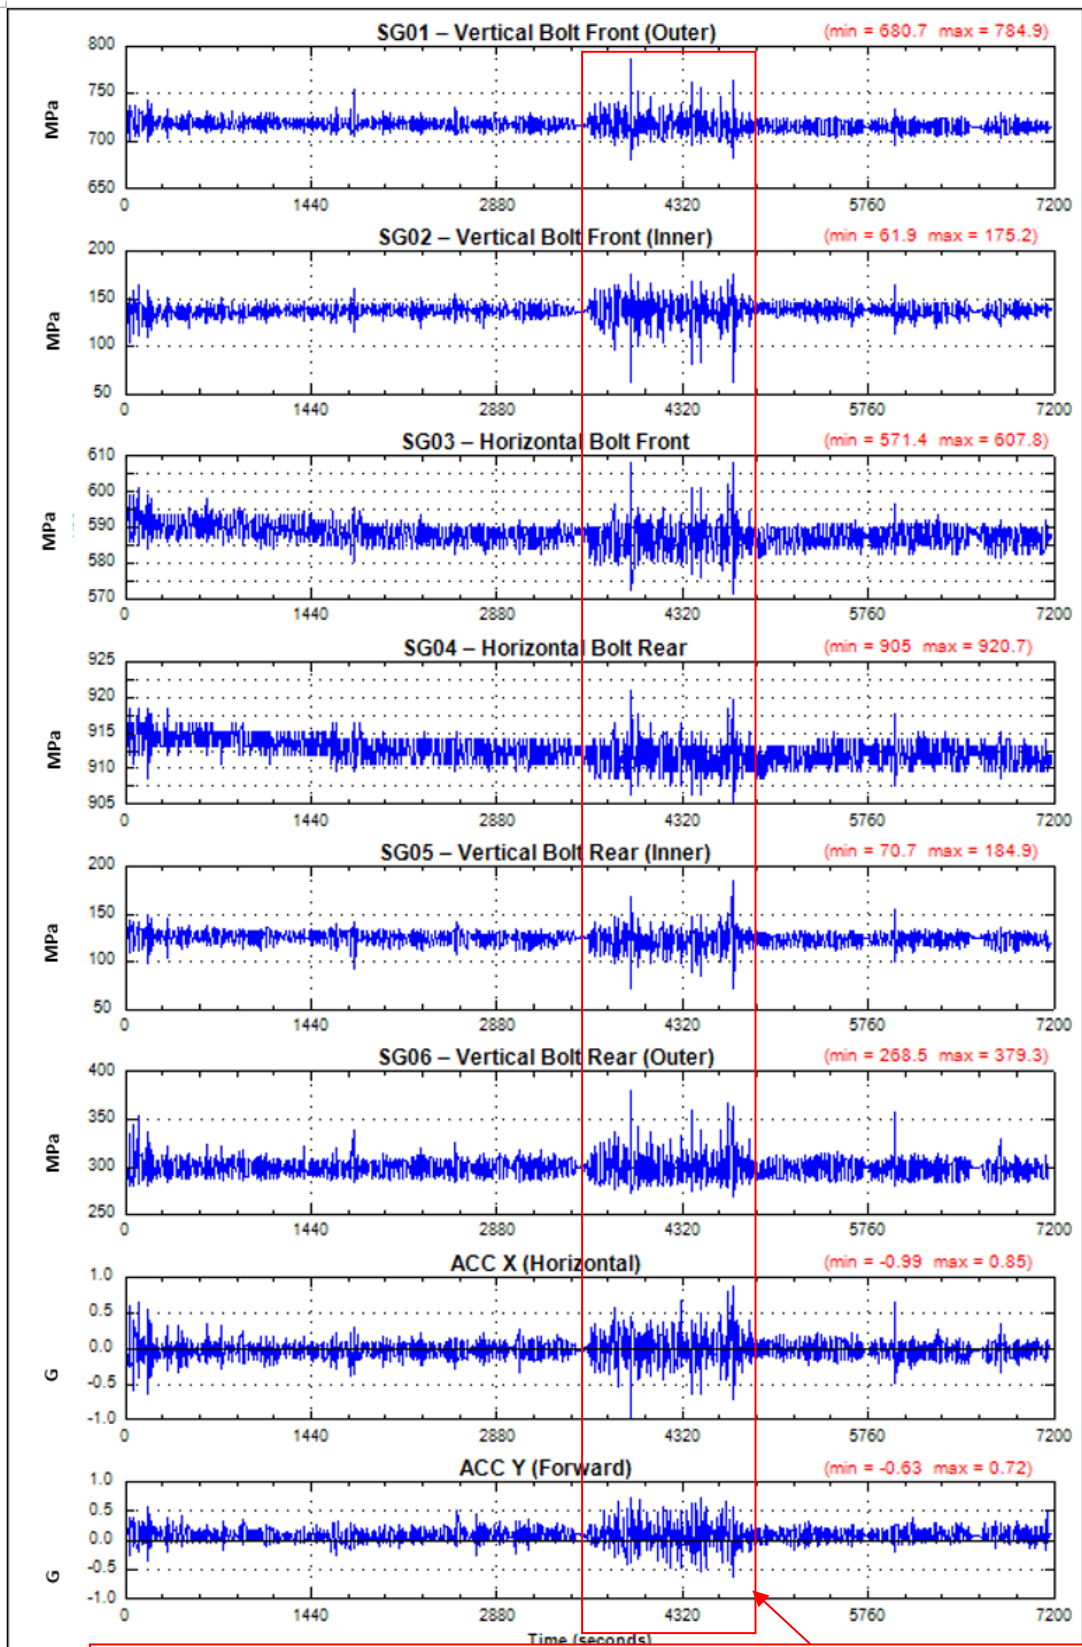 SG01 – Vertical Bolt Front (Outer) (min = 680.7 max = 784.9)
800
750
700
650
MPa
0 1440 2880 4320 5760 7200
SG02 – Vertical Bolt Front (Inner) (min = 61.9 max = 175.2)
200
150
100
50
MPa
0 1440 2880 4320 5760 7200
SG03 – Horizontal Bolt Front (min = 571.4 max = 607.8)
610
600
590
580
570
MPa
0 1440 2880 4320 5760 7200
SG04 – Horizontal Bolt Rear (min = 905 max = 920.7)
925
920
915
910
905
MPa
0 1440 2880 4320 5760 7200
SG05 – Vertical Bolt Rear (Inner) (min = 70.7 max = 184.9)
200
150
100
50
MPa
0 1440 2880 4320 5760 7200
SG06 – Vertical Bolt Rear (Outer) (min = 268.5 max = 379.3)
400
350
300
250
MPa
0 1440 2880 4320 5760 7200
ACC X (Horizontal) (min = -0.99 max = 0.85)
1.0
0.5
0.0
-0.5
-1.0
G
0 1440 2880 4320 5760 7200
ACC Y (Forward) (min = -0.63 max = 0.72)
1.0
0.5
0.0
-0.5
-1.0
G
0 1440 2880 4320 5760 7200
Time (seconds)